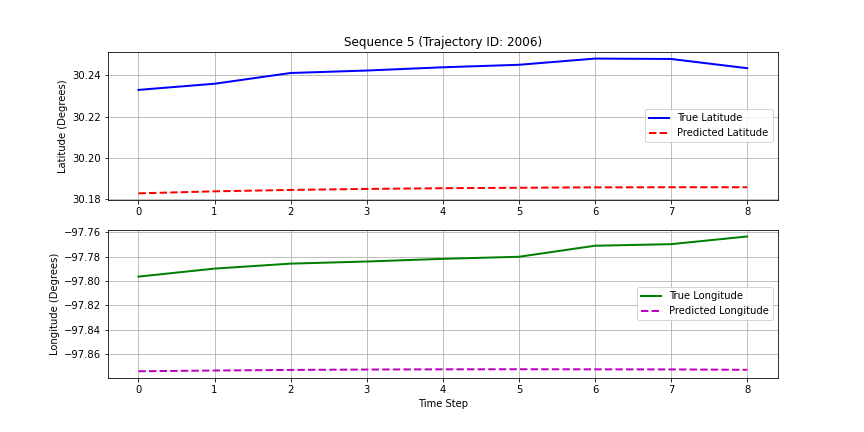 Sequence 5 (Trajectory ID: 2006)
Latitude (Degrees)
30.24
30.22
30.20
30.18
True Latitude
Predicted Latitude
0 1 2 3 4 5 6 7 8
Longitude (Degrees)
−97.76
−97.78
−97.80
−97.82
−97.84
−97.86
True Longitude
Predicted Longitude
0 1 2 3 4 5 6 7 8
Time Step